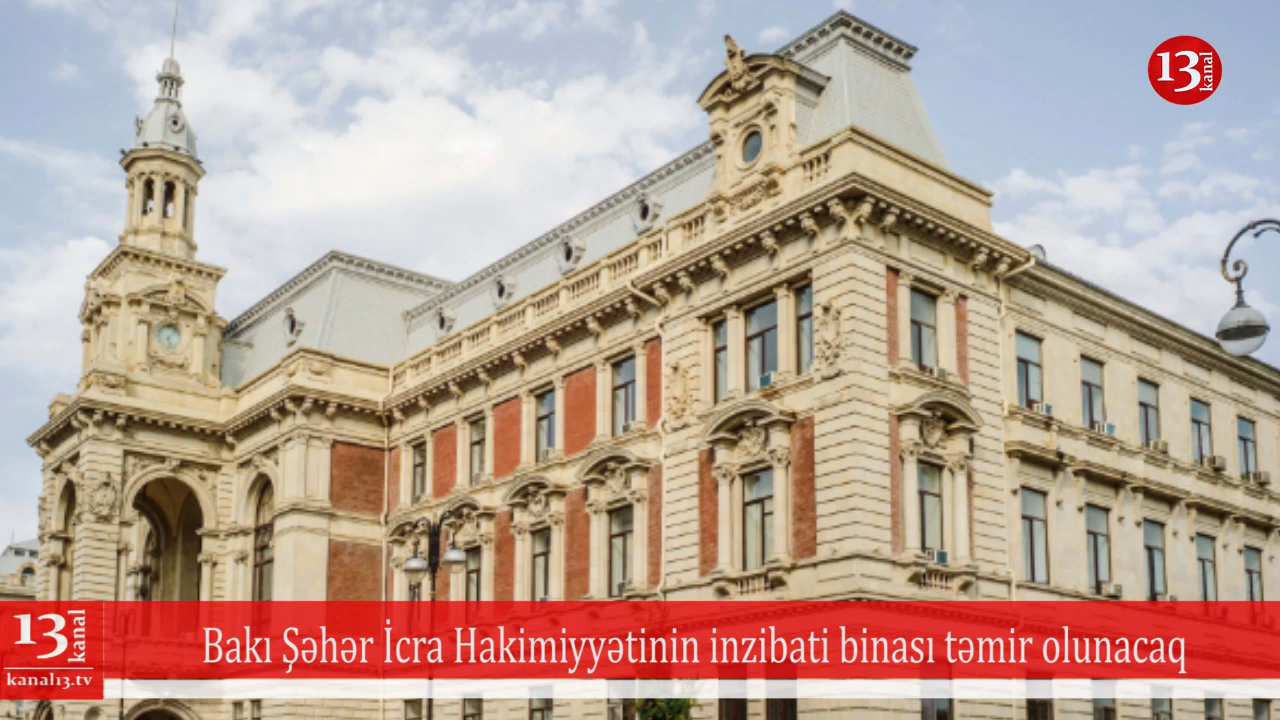 13 kanal
13 kanal
kanal13.tv
Bakı Şəhər İcra Hakimiyyətinin inzibati binası təmir olunacaq